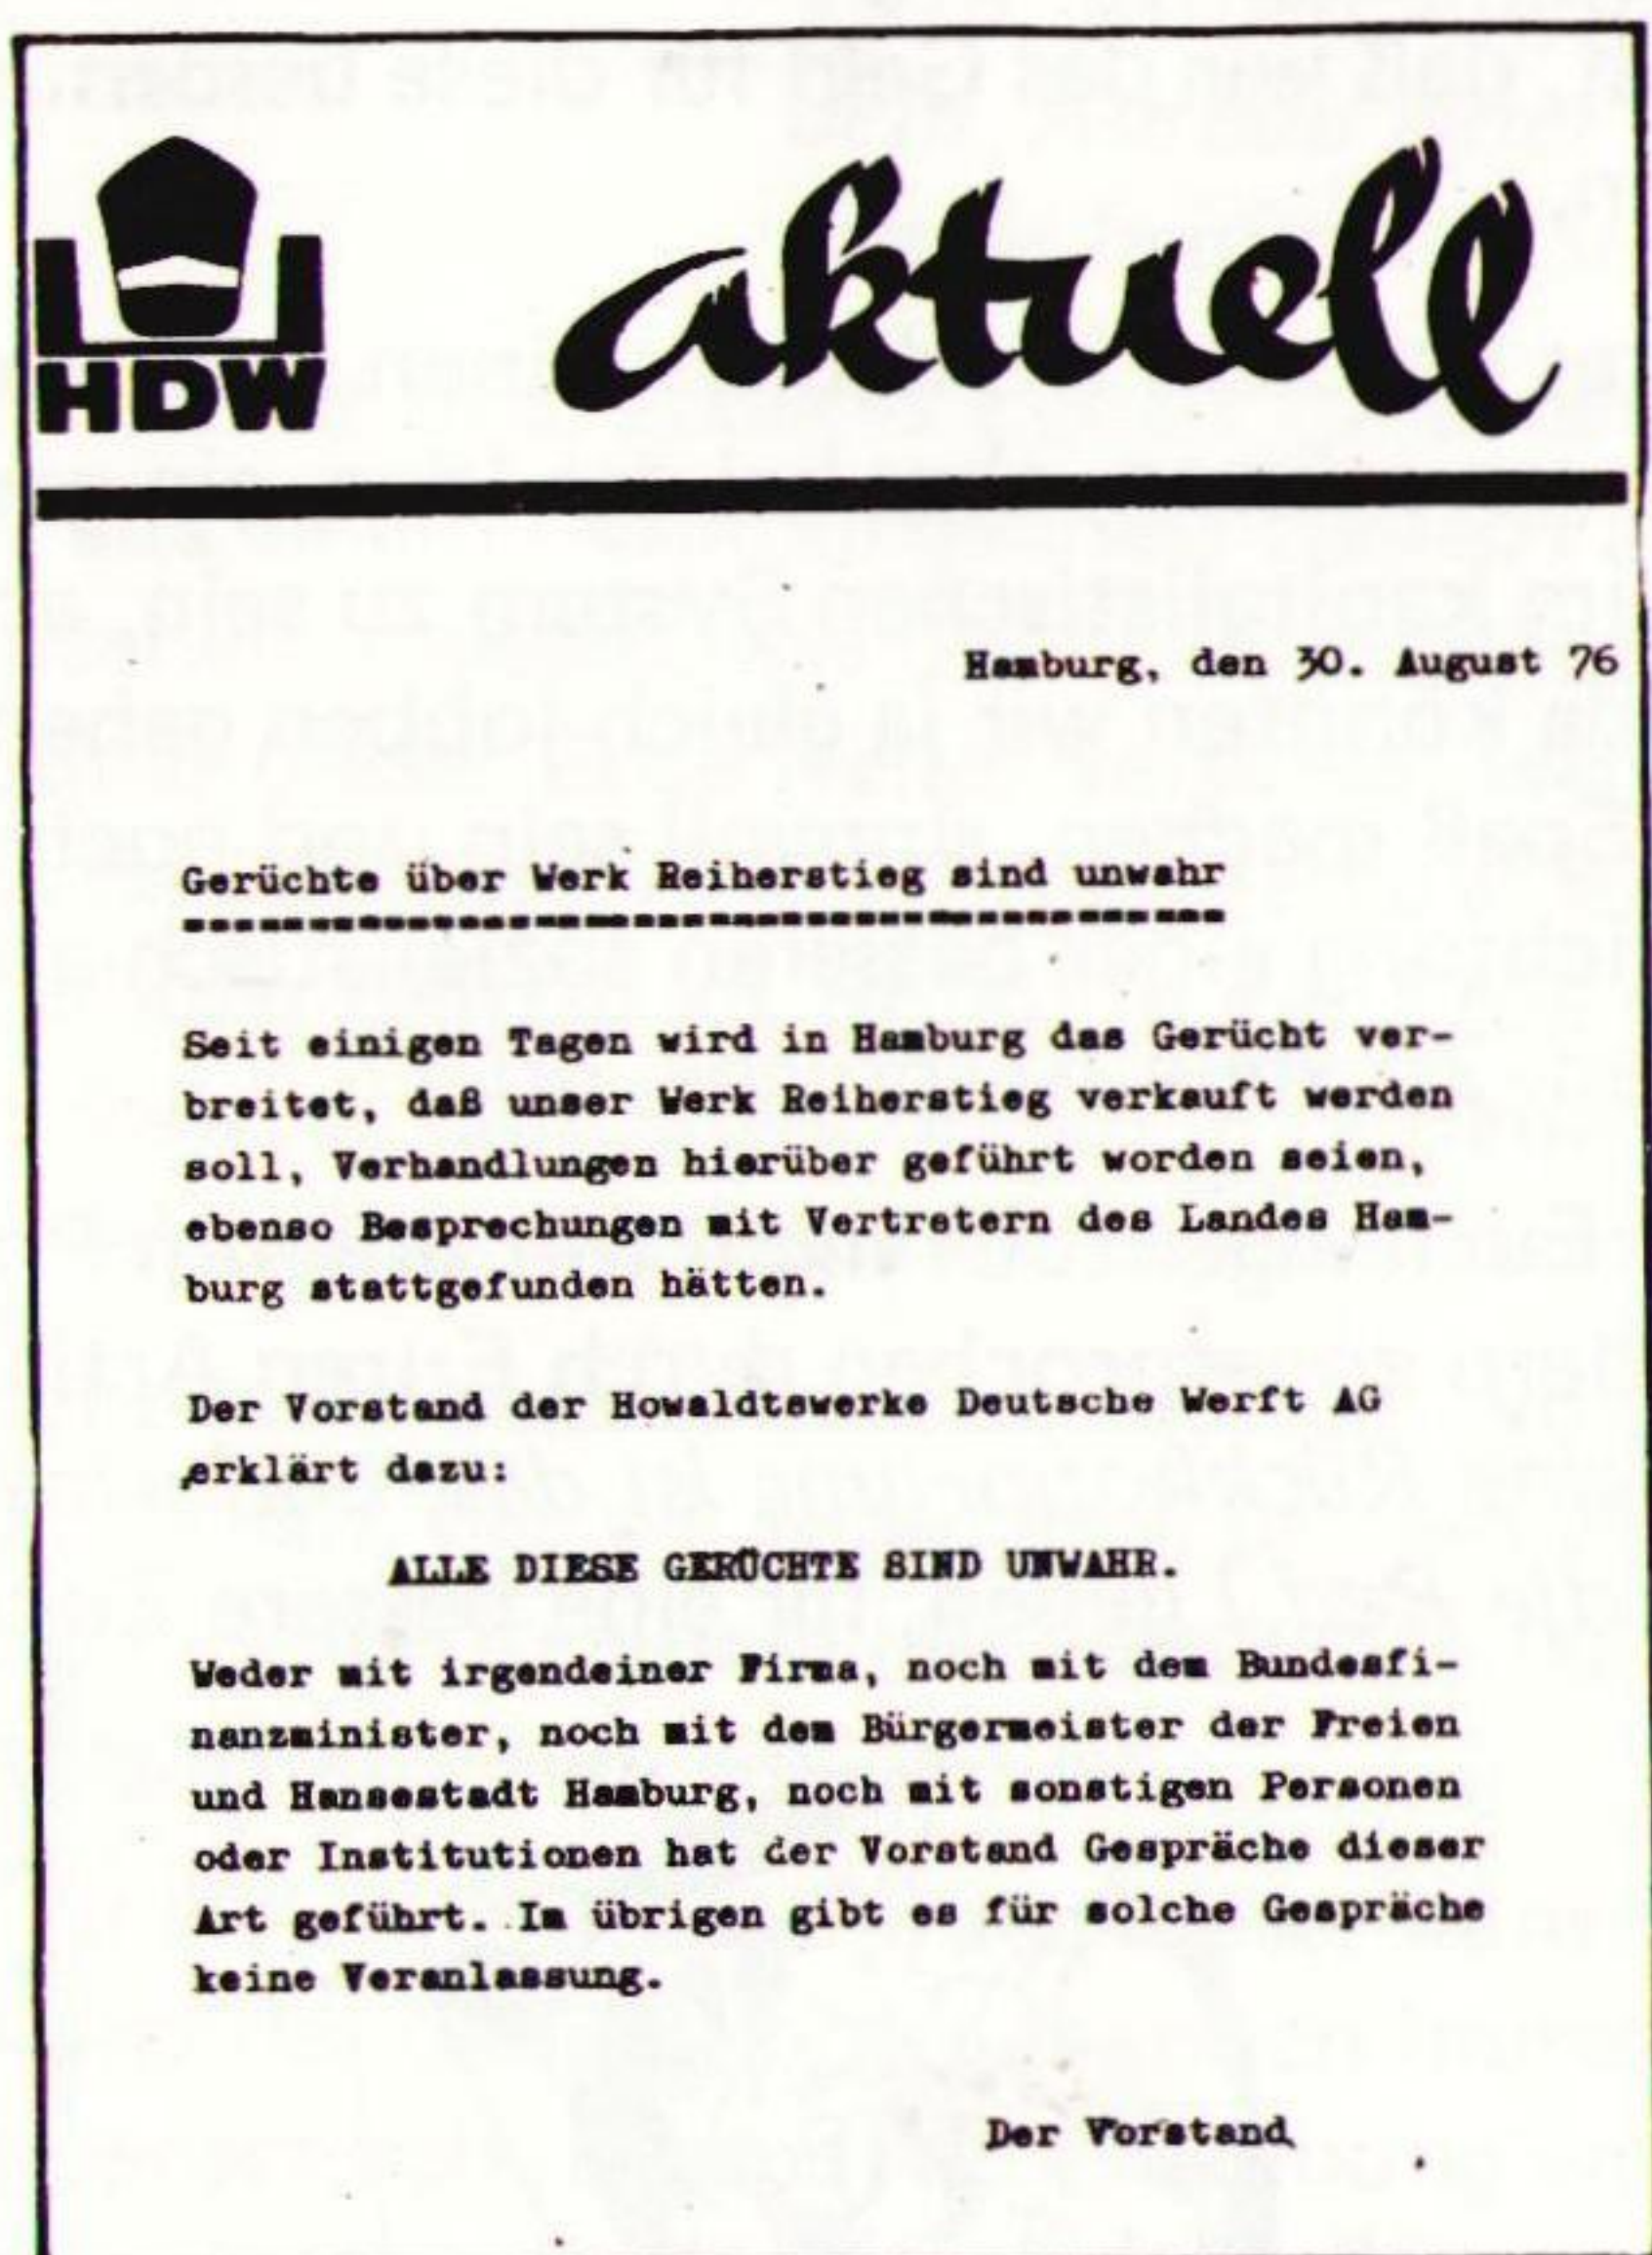 HDW aktuell
Hamburg, den 30. August 76
Gerüchte über Werk Reiherstieg sind unwahr
Seit einigen Tagen wird in Hamburg das Gerücht ver-
breitet, daß unser Werk Reiherstieg verkauft werden
soll, Verhandlungen hierüber geführt worden seien,
ebenso Besprechungen mit Vertretern des Landes Ham-
burg stattgefunden hätten.
Der Vorstand der Howaldtswerke Deutsche Werft AG
erklärt dazu:
ALLE DIESE GERÜCHTE SIND UNWAHR.
Weder mit irgendeiner Firma, noch mit dem Bundesfi-
nanzminister, noch mit dem Bürgermeister der Freien
und Hansestadt Hamburg, noch mit sonstigen Personen
oder Institutionen hat der Vorstand Gespräche dieser
Art geführt. Im übrigen gibt es für solche Gespräche
keine Veranlassung.
Der Vorstand